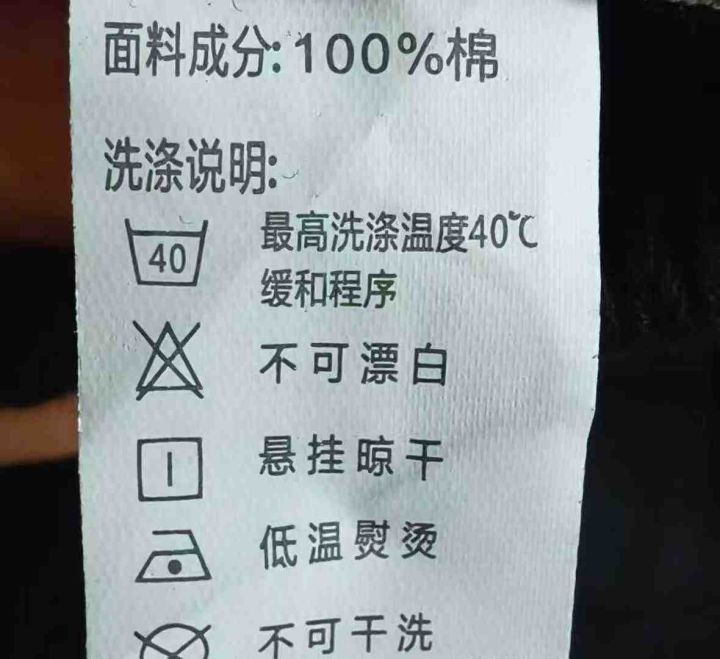 面料成分:100%棉
洗涤说明:
40
最高洗涤温度40℃
缓和程序
不可漂白
悬挂晾干
低温熨烫
不可干洗